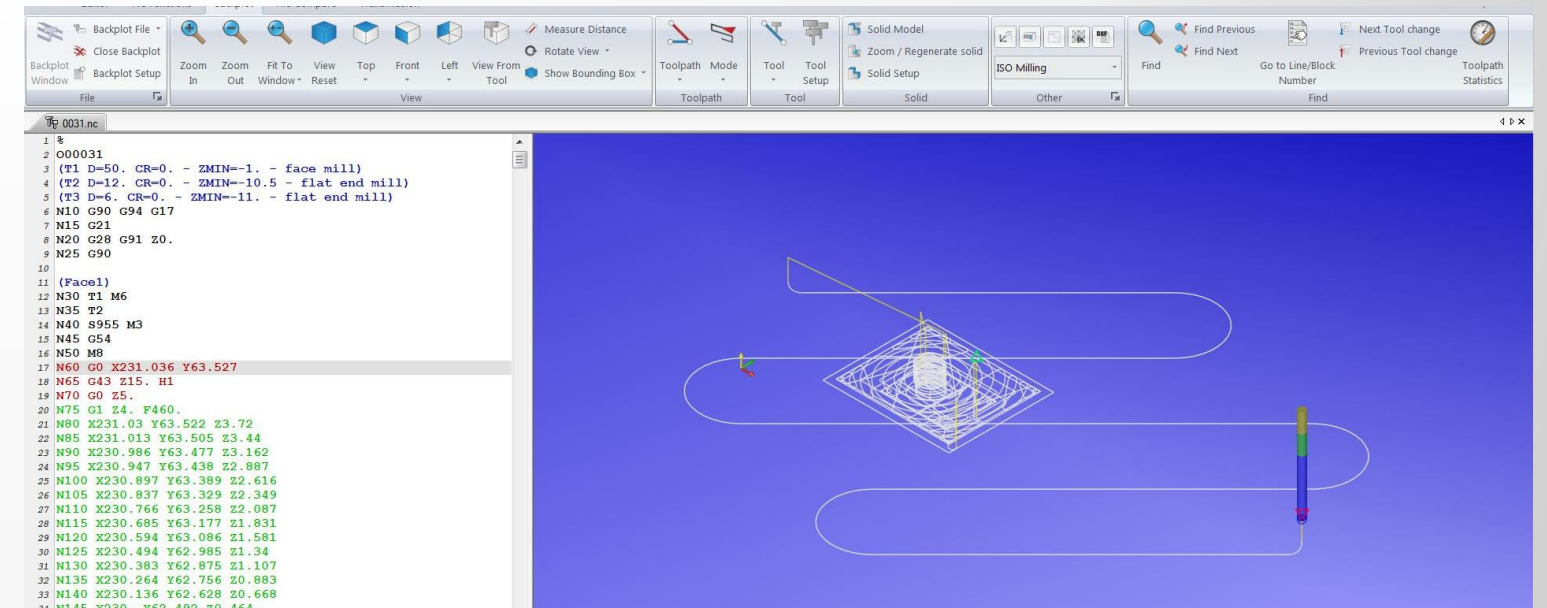 Backplot File
Close Backplot
Backplot Window
Backplot Setup
File
Zoom In
Zoom Out
Fit To Window
View Reset
Top
Front
Left
View From Tool
Measure Distance
Rotate View
Show Bounding Box
View
Toolpath
Mode
Toolpath
Tool
Tool Setup
Tool
Solid Model
Zoom / Regenerate solid
Solid Setup
Solid
ISO Milling
Other
Find
Find Previous
Find Next
Go to Line/Block Number
Next Tool change
Previous Tool change
Toolpath Statistics
Find
0031.nc
1 %
2 O00031
3 (T1 D=50. CR=0. - ZMIN=-1. - face mill)
4 (T2 D=12. CR=0. - ZMIN=-10.5 - flat end mill)
5 (T3 D=6. CR=0. - ZMIN=-11. - flat end mill)
6 N10 G90 G94 G17
7 N15 G21
8 N20 G28 G91 Z0.
9 N25 G90
10
11 (Face1)
12 N30 T1 M6
13 N35 T2
14 N40 S955 M3
15 N45 G54
16 N50 M8
17 N60 G0 X231.036 Y63.527
18 N65 G43 Z15. H1
19 N70 G0 Z5.
20 N75 G1 Z4. F460.
21 N80 X231.03 Y63.522 Z3.72
22 N85 X231.013 Y63.505 Z3.44
23 N90 X230.986 Y63.477 Z3.162
24 N95 X230.947 Y63.438 Z2.887
25 N100 X230.897 Y63.389 Z2.616
26 N105 X230.837 Y63.329 Z2.349
27 N110 X230.766 Y63.258 Z2.087
28 N115 X230.685 Y63.177 Z1.831
29 N120 X230.594 Y63.086 Z1.581
30 N125 X230.494 Y62.985 Z1.34
31 N130 X230.383 Y62.875 Z1.107
32 N135 X230.264 Y62.756 Z0.883
33 N140 X230.136 Y62.628 Z0.668